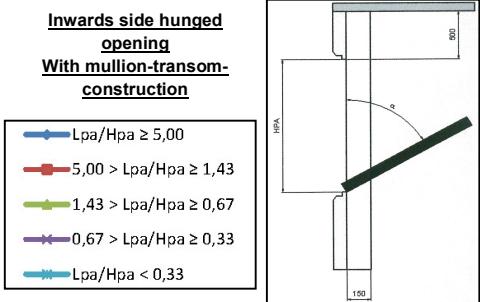 Inwards side hunged
opening
With mullion-transom-
construction
Lpa/Hpa ≥ 5,00
5,00 > Lpa/Hpa ≥ 1,43
1,43 > Lpa/Hpa ≥ 0,67
0,67 > Lpa/Hpa ≥ 0,33
Lpa/Hpa < 0,33
500
HPA
α
150